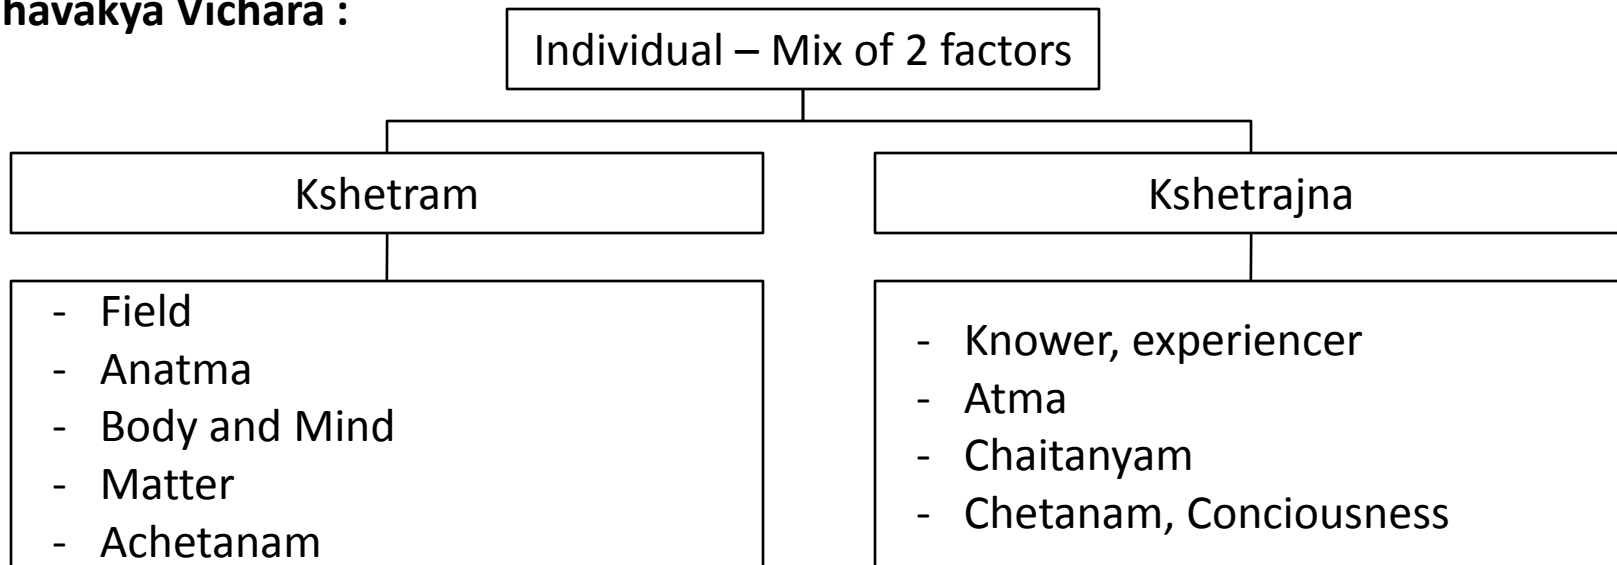 havakya Vichara :
Individual – Mix of 2 factors
Kshetram
Kshetrajna
- Field
- Anatma
- Body and Mind
- Matter
- Achetanam
- Knower, experiencer
- Atma
- Chaitanyam
- Chetanam, Conciousness